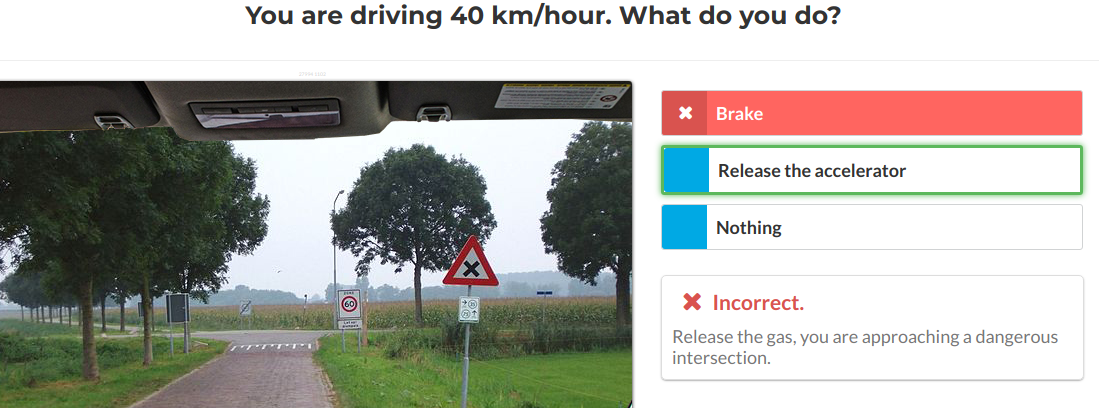 You are driving 40 km/hour. What do you do?
Brake
Release the accelerator
Nothing
ZONE
60
Incorrect.
Release the gas, you are approaching a dangerous
intersection.